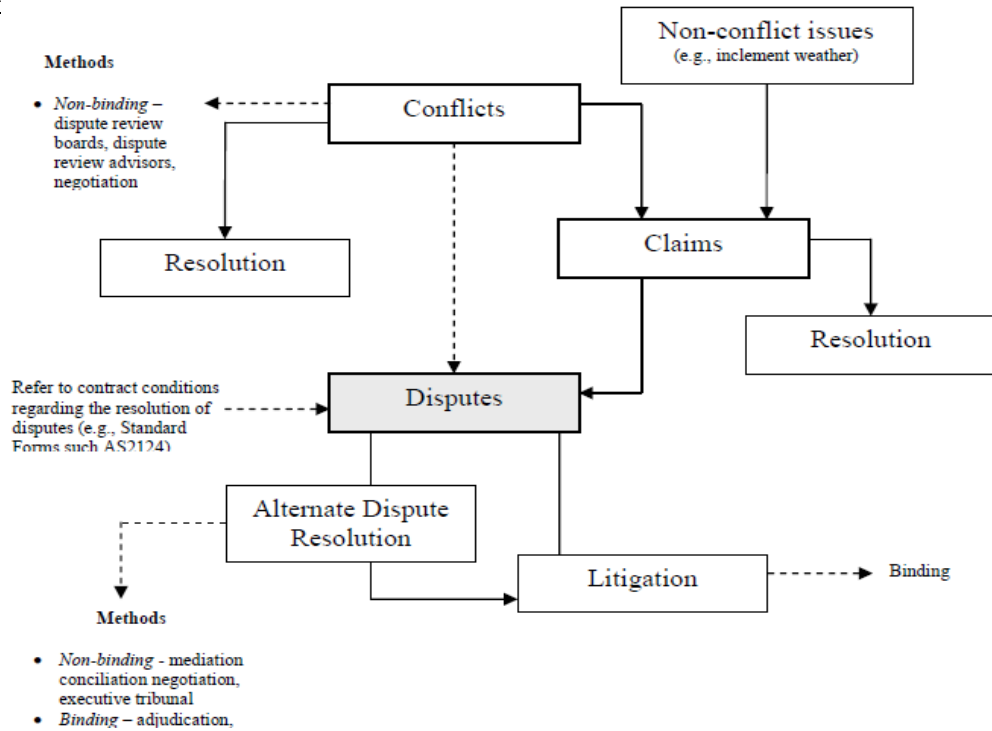 Non-conflict issues
(e.g., inclement weather)
Methods
• Non-binding –
dispute review
boards, dispute
review advisors,
negotiation
Conflicts
Claims
Resolution
Resolution
Refer to contract conditions
regarding the resolution of
disputes (e.g., Standard
Forms such AS2124)
Disputes
Alternate Dispute
Resolution
Litigation
Binding
Methods
• Non-binding - mediation
conciliation negotiation,
executive tribunal
• Binding – adjudication,